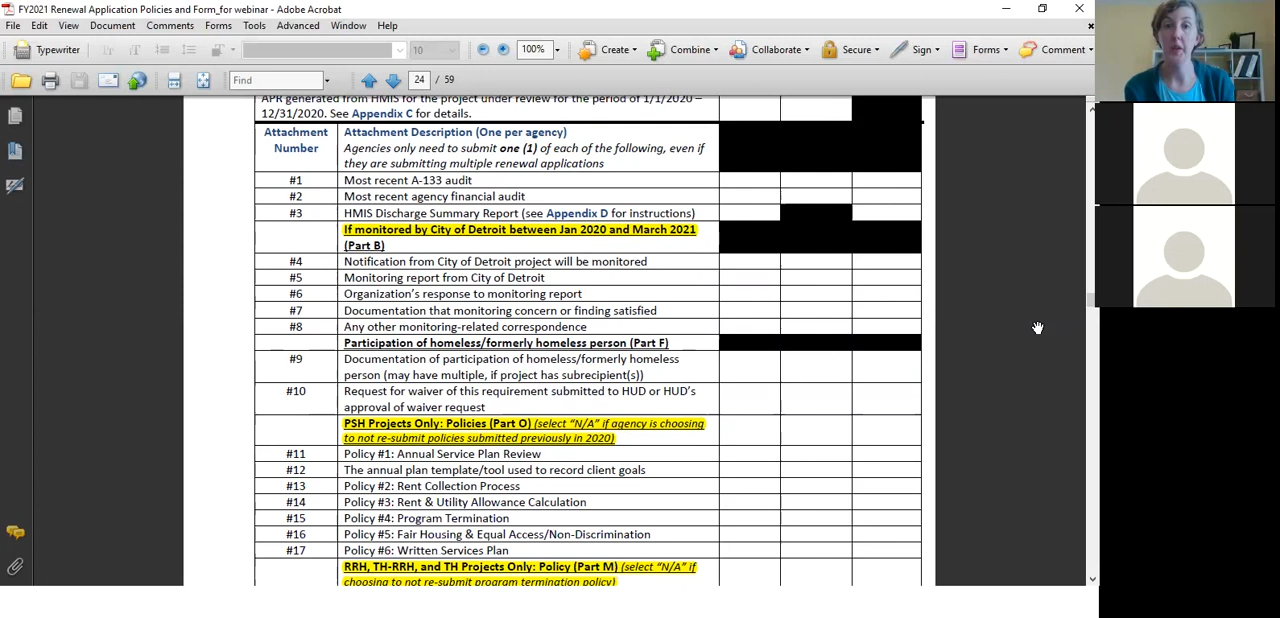 FY2021 Renewal Application Policies and Form_for webinar - Adobe Acrobat
File Edit View Document Comments Forms Tools Advanced Window Help
Typewriter 10 100% Create Combine Collaborate Secure Sign Forms Comment
Find 24 / 59
APR generated from HMIS for the project under review for the period of 1/1/2020 –
12/31/2020. See Appendix C for details.
Attachment Number
Attachment Description (One per agency)
Agencies only need to submit one (1) of each of the following, even if
they are submitting multiple renewal applications
#1 Most recent A-133 audit
#2 Most recent agency financial audit
#3 HMIS Discharge Summary Report (see Appendix D for instructions)
If monitored by City of Detroit between Jan 2020 and March 2021
(Part B)
#4 Notification from City of Detroit project will be monitored
#5 Monitoring report from City of Detroit
#6 Organization's response to monitoring report
#7 Documentation that monitoring concern or finding satisfied
#8 Any other monitoring-related correspondence
Participation of homeless/formerly homeless person (Part F)
#9 Documentation of participation of homeless/formerly homeless
person (may have multiple, if project has subrecipient(s))
#10 Request for waiver of this requirement submitted to HUD or HUD's
approval of waiver request
PSH Projects Only: Policies (Part O) (select "N/A" if agency is choosing
to not re-submit policies submitted previously in 2020)
#11 Policy #1: Annual Service Plan Review
#12 The annual plan template/tool used to record client goals
#13 Policy #2: Rent Collection Process
#14 Policy #3: Rent & Utility Allowance Calculation
#15 Policy #4: Program Termination
#16 Policy #5: Fair Housing & Equal Access/Non-Discrimination
#17 Policy #6: Written Services Plan
RRH, TH-RRH, and TH Projects Only: Policy (Part M) (select "N/A" if
choosing to not re-submit program termination policy)